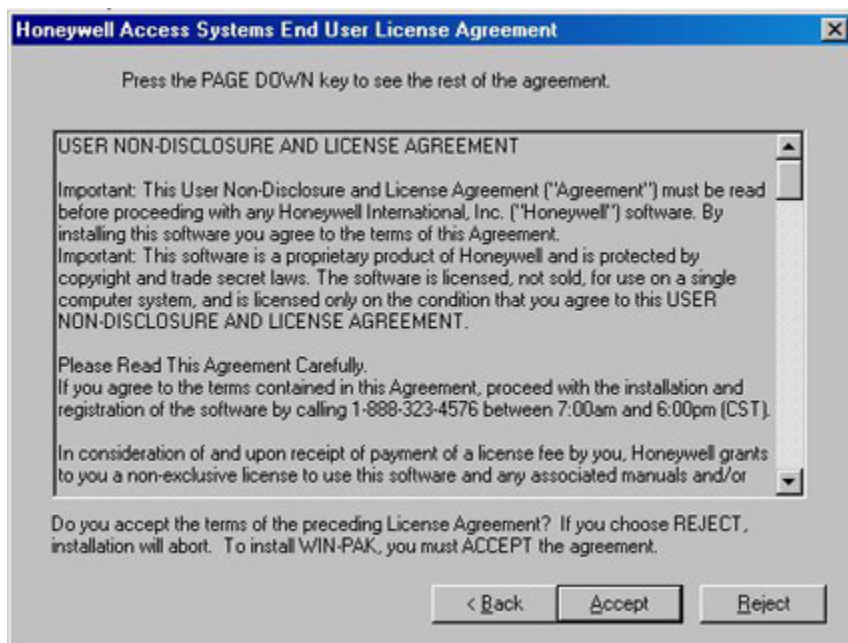 Honeywell Access Systems End User License Agreement
Press the PAGE DOWN key to see the rest of the agreement.
USER NON-DISCLOSURE AND LICENSE AGREEMENT
Important: This User Non-Disclosure and License Agreement ("Agreement") must be read
before proceeding with any Honeywell International, Inc. ("Honeywell") software. By
installing this software you agree to the terms of this Agreement.
Important: This software is a proprietary product of Honeywell and is protected by
copyright and trade secret laws. The software is licensed, not sold, for use on a single
computer system, and is licensed only on the condition that you agree to this USER
NON-DISCLOSURE AND LICENSE AGREEMENT.
Please Read This Agreement Carefully.
If you agree to the terms contained in this Agreement, proceed with the installation and
registration of the software by calling 1-888-323-4576 between 7:00am and 6:00pm (CST).
In consideration of and upon receipt of payment of a license fee by you, Honeywell grants
to you a non-exclusive license to use this software and any associated manuals and/or
Do you accept the terms of the preceding License Agreement? If you choose REJECT,
installation will abort. To install WIN-PAK, you must ACCEPT the agreement.
< Back Accept Reject